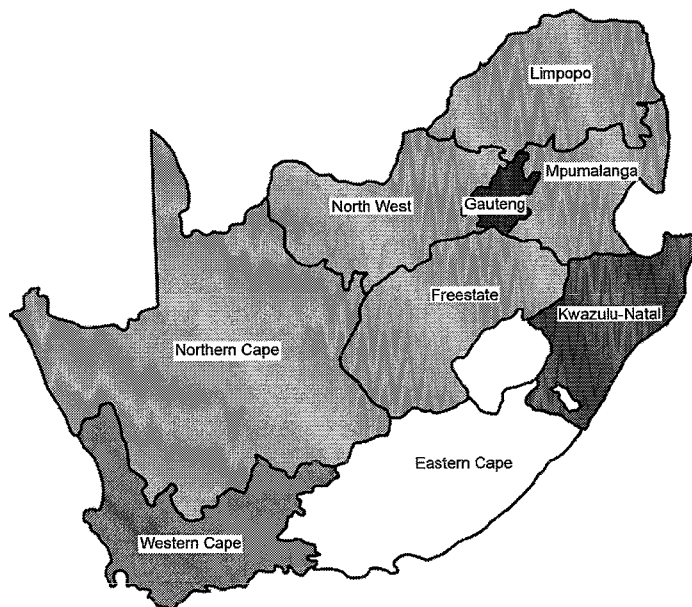 Limpopo
Mpumalanga
North West
Gauteng
Freestate
Kwazulu-Natal
Northern Cape
Eastern Cape
Western Cape